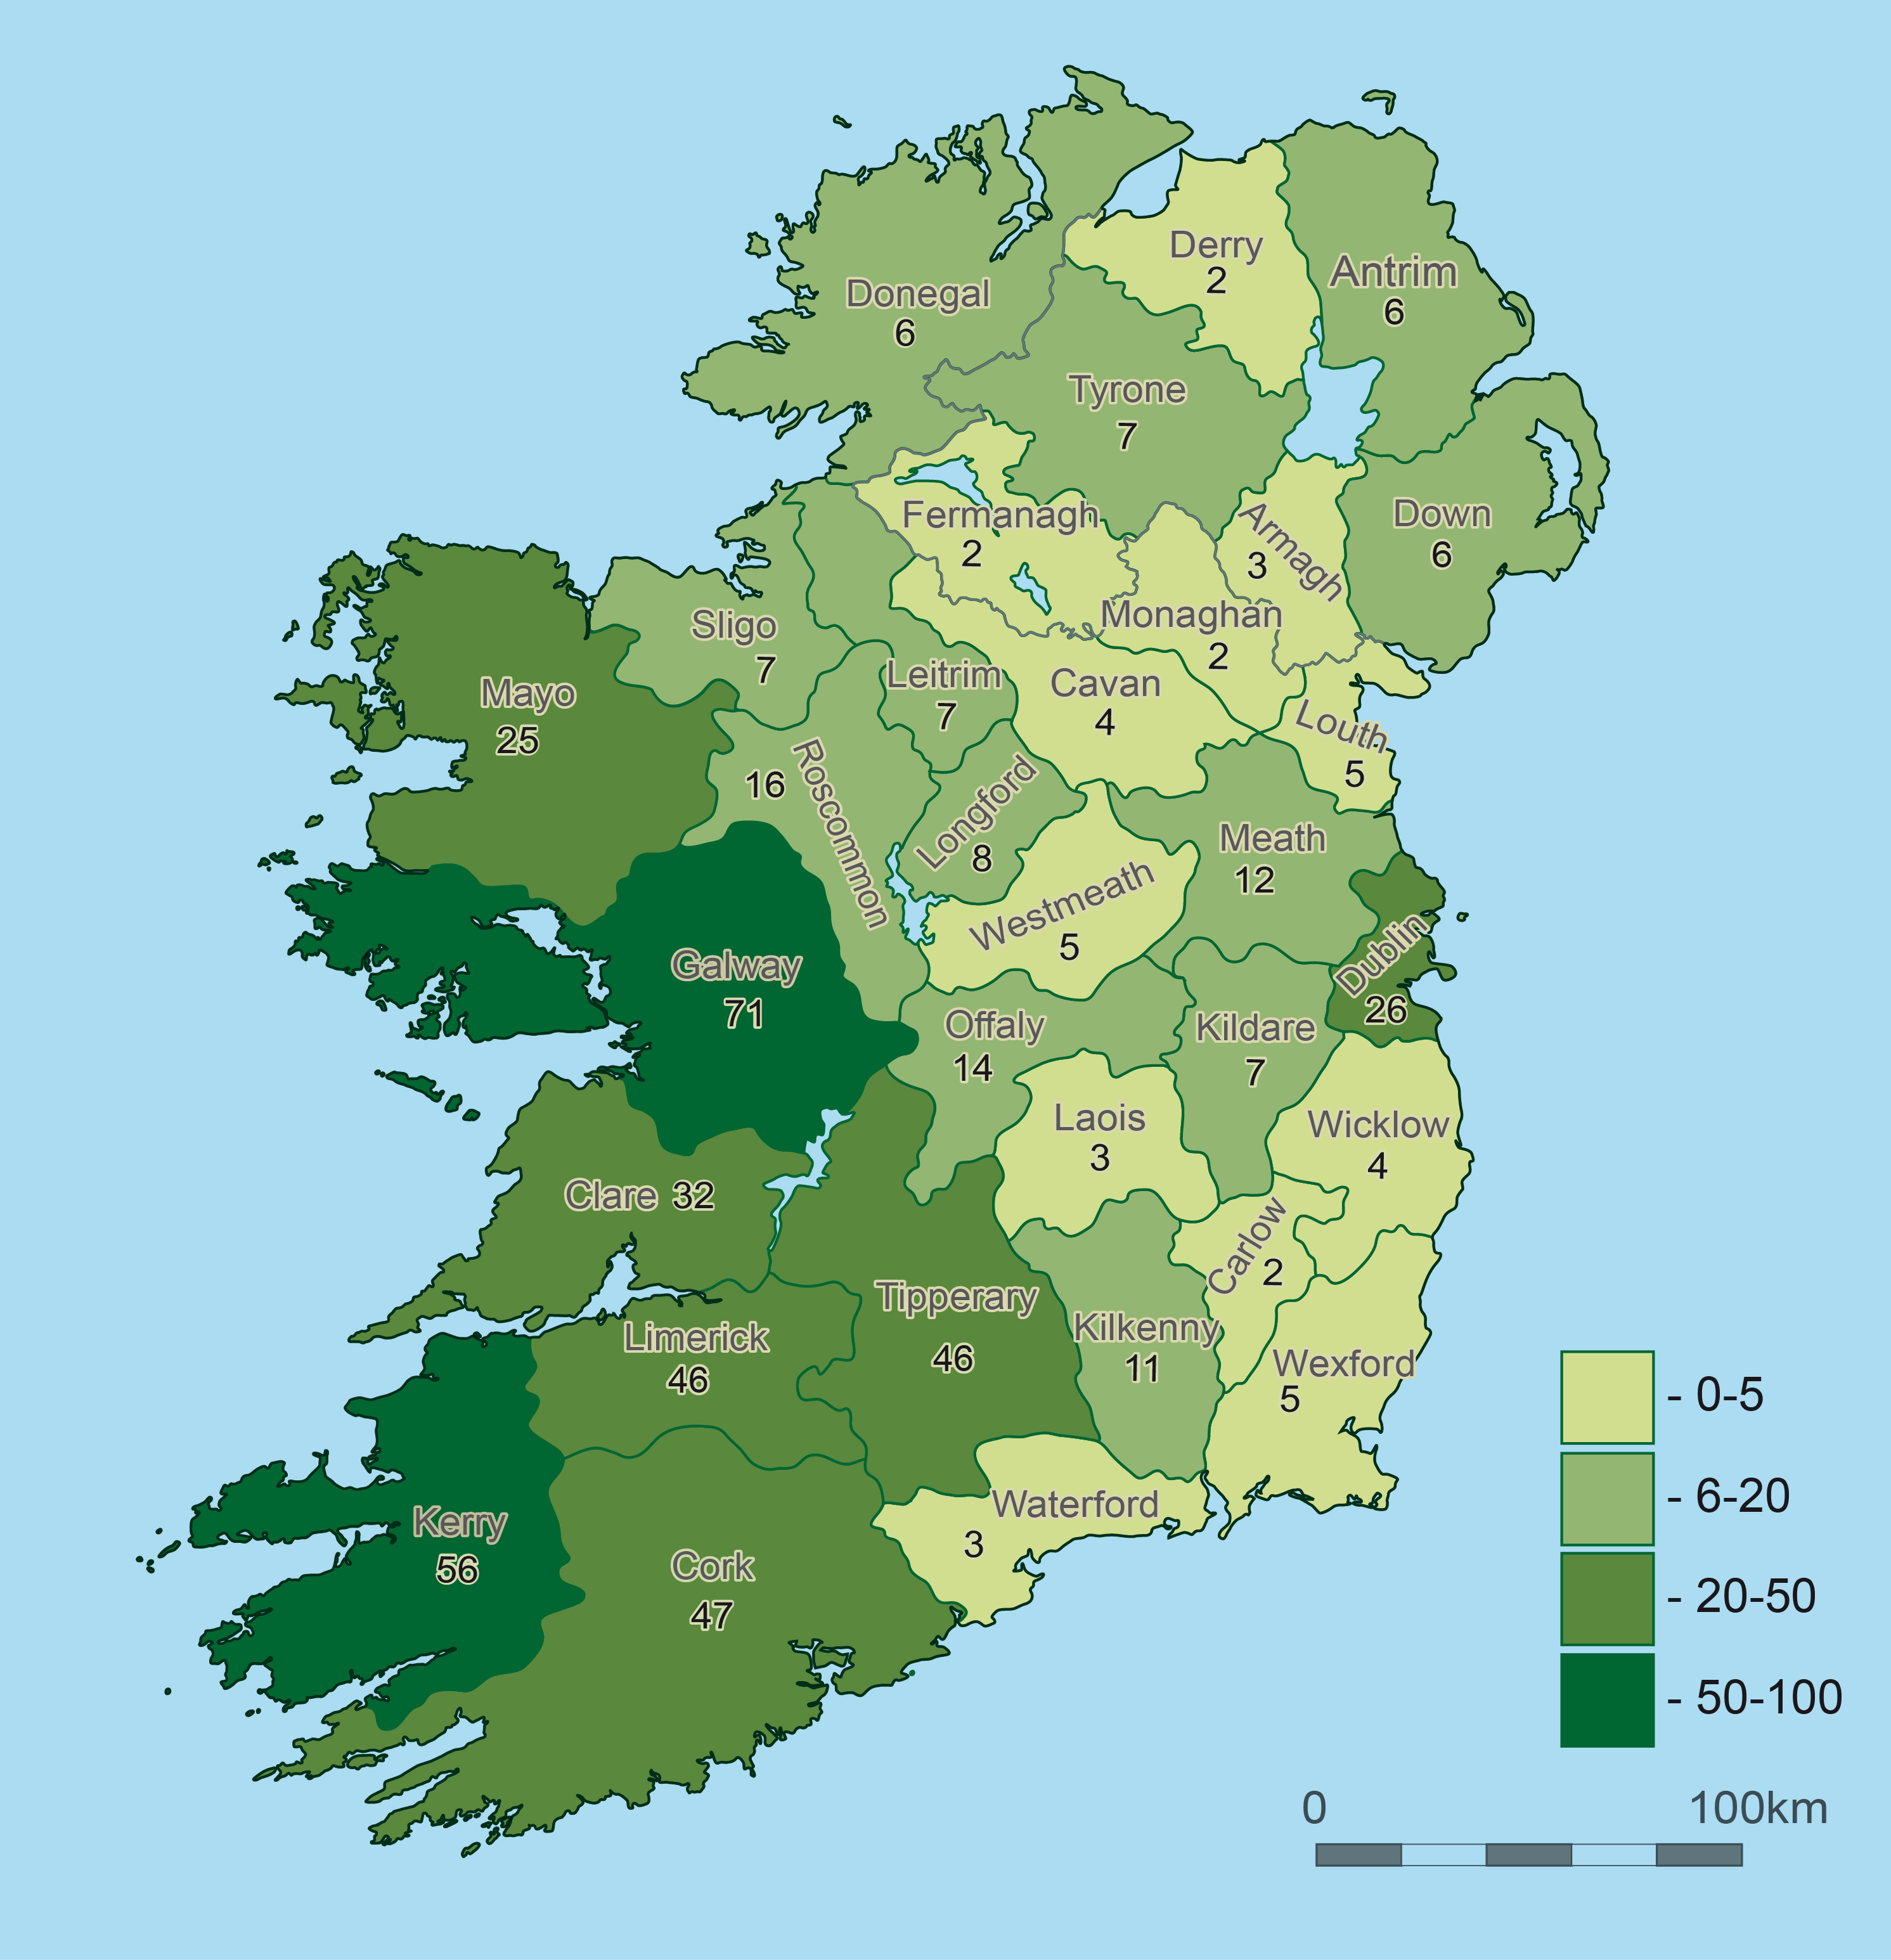 Derry
2
Antrim
6
Donegal
6
Tyrone
7
Fermanagh
2
Armagh
3
Down
6
Monaghan
2
Sligo
7
Leitrim
7
Cavan
4
Mayo
25
Louth
5
Roscommon
16
Longford
8
Meath
12
Westmeath
5
Galway
71
Dublin
26
Offaly
14
Kildare
7
Laois
3
Wicklow
4
Clare 32
Carlow
2
Tipperary
46
Limerick
46
Kilkenny
11
Wexford
5
Waterford
3
Kerry
56
Cork
47
- 0-5
- 6-20
- 20-50
- 50-100
0 100km